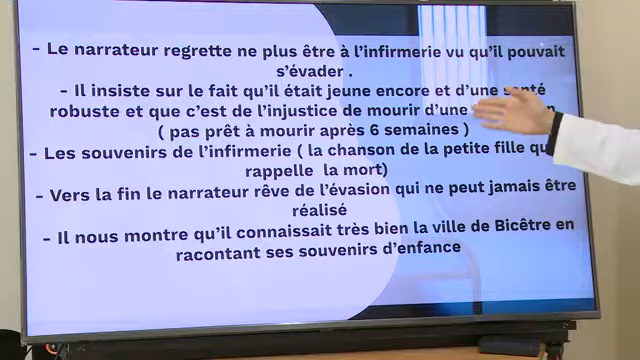 - Le narrateur regrette ne plus être à l'infirmerie vu qu'il pouvait
s'évader .
- Il insiste sur le fait qu'il était jeune encore et d'une santé
robuste et que c'est de l'injustice de mourir d'une
( pas prêt à mourir après 6 semaines )
- Les souvenirs de l'infirmerie ( la chanson de la petite fille
rappelle la mort)
- Vers la fin le narrateur rêve de l'évasion qui ne peut jamais être
réalisé
- Il nous montre qu'il connaissait très bien la ville de Bicêtre en
racontant ses souvenirs d'enfance